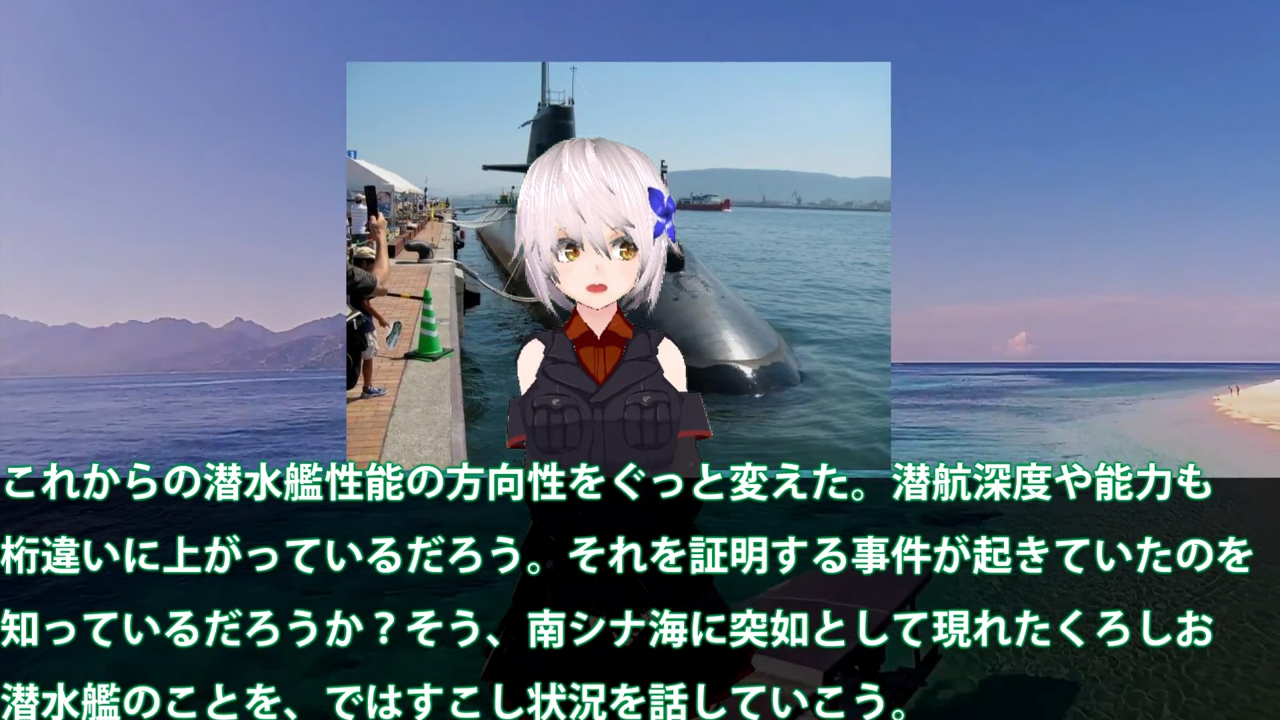 これからの潜水艦性能の方向性をぐっと変えた。潜航深度や能力も
桁違いに上がっているだろう。それを証明する事件が起きていたのを
知っているだろうか？そう、南シナ海に突如として現れたくろしお
潜水艦のことを、ではすこし状況を話していこう。